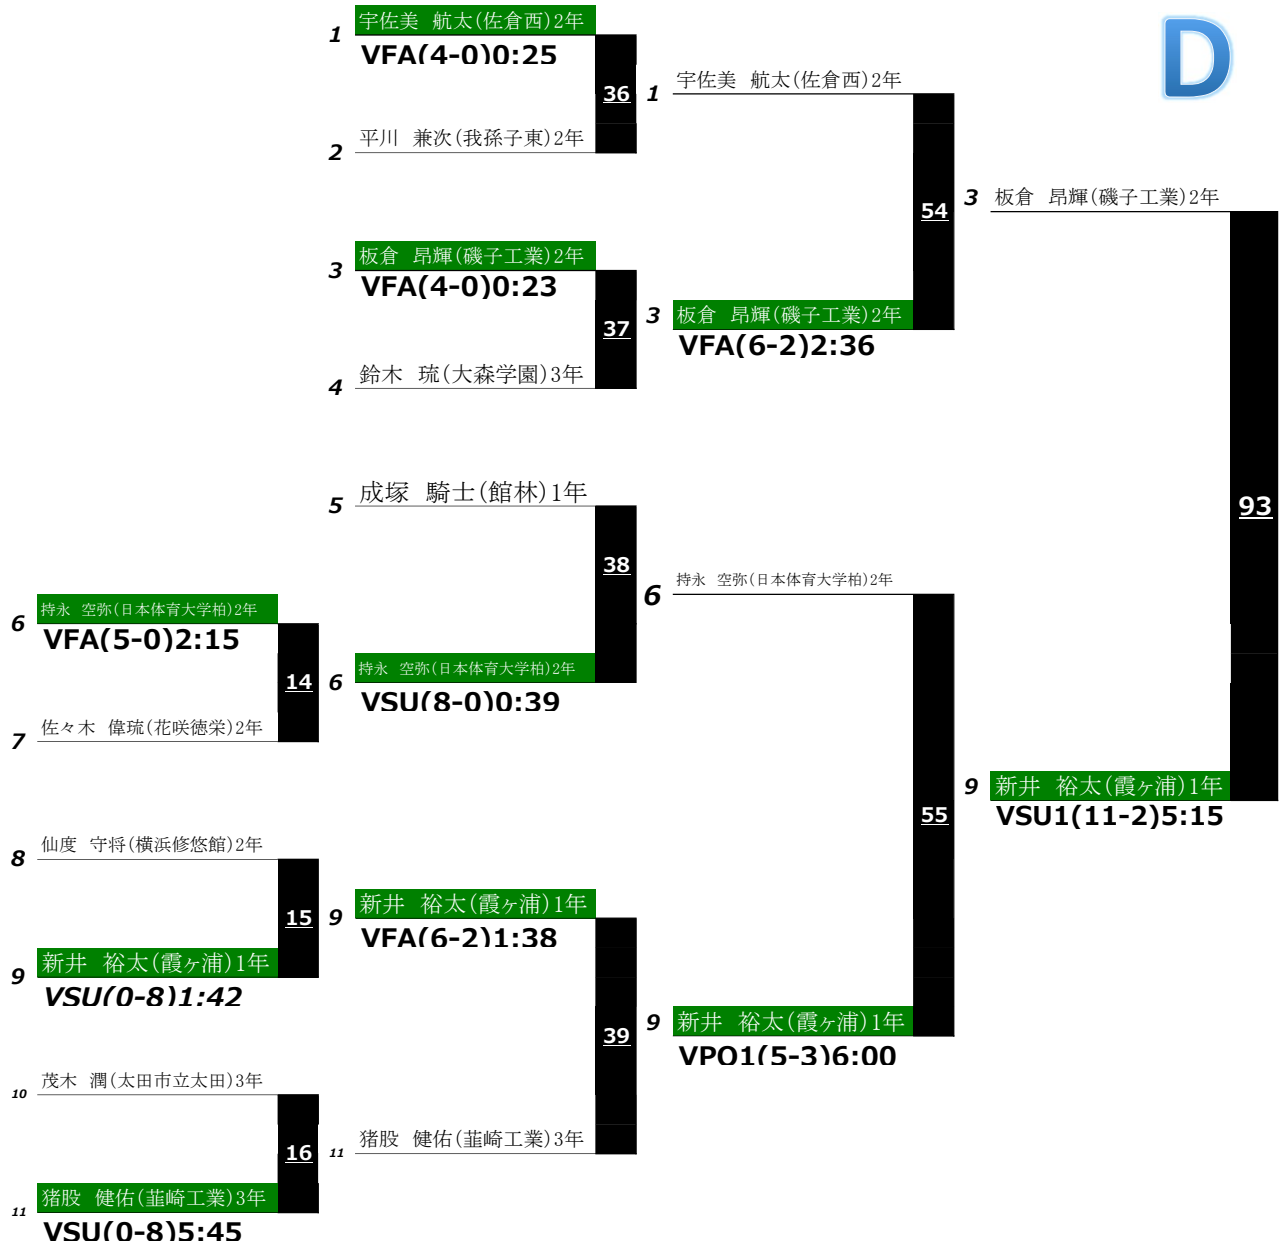 D
1 宇佐美 航太(佐倉西)2年
VFA(4-0)0:25
36
2 平川 兼次(我孫子東)2年
1 宇佐美 航太(佐倉西)2年
54
3 板倉 昂輝(磯子工業)2年
3 板倉 昂輝(磯子工業)2年
VFA(4-0)0:23
37
3 板倉 昂輝(磯子工業)2年
VFA(6-2)2:36
4 鈴木 琉(大森学園)3年
5 成塚 騎士(館林)1年
93
38
6 持永 空弥(日本体育大学柏)2年
6 持永 空弥(日本体育大学柏)2年
VFA(5-0)2:15
14
6 持永 空弥(日本体育大学柏)2年
VSU(8-0)0:39
7 佐々木 偉琉(花咲徳栄)2年
9 新井 裕太(霞ヶ浦)1年
VSU1(11-2)5:15
55
8 仙度 守将(横浜修悠館)2年
15
9 新井 裕太(霞ヶ浦)1年
VFA(6-2)1:38
9 新井 裕太(霞ヶ浦)1年
VSU(0-8)1:42
39
9 新井 裕太(霞ヶ浦)1年
VPO1(5-3)6:00
10 茂木 潤(太田市立太田)3年
16
11 猪股 健佑(韮崎工業)3年
11 猪股 健佑(韮崎工業)3年
VSU(0-8)5:45